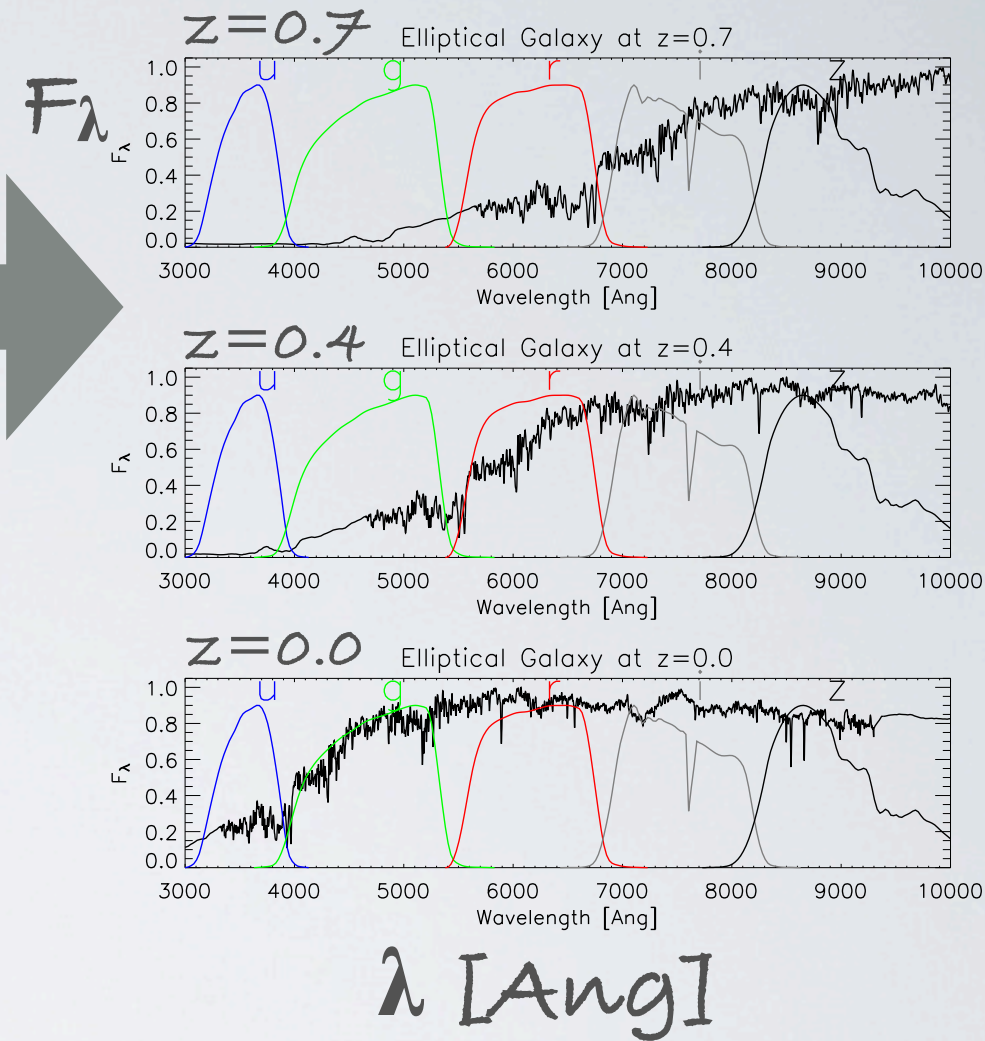 z=0.7
Elliptical Galaxy at z=0.7
u g r i z
Fλ
1.0
0.8
0.6
0.4
0.2
0.0
Fλ
3000 4000 5000 6000 7000 8000 9000 10000
Wavelength [Ang]
z=0.4
Elliptical Galaxy at z=0.4
u g r i z
1.0
0.8
0.6
0.4
0.2
0.0
Fλ
3000 4000 5000 6000 7000 8000 9000 10000
Wavelength [Ang]
z=0.0
Elliptical Galaxy at z=0.0
u g r i z
1.0
0.8
0.6
0.4
0.2
0.0
Fλ
3000 4000 5000 6000 7000 8000 9000 10000
Wavelength [Ang]
λ [Ang]